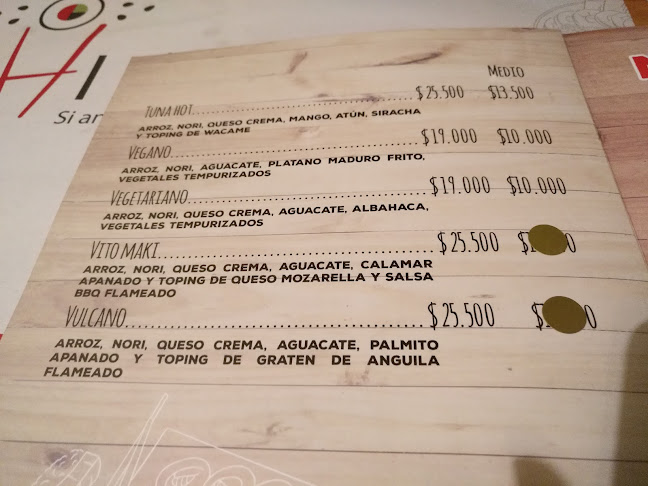 HI
Si a
MEDIO
TUNA HOT $25.500 $13.500
ARROZ, NORI, QUESO CREMA, MANGO, ATÚN, SIRACHA
Y TOPING DE WACAME
VEGANO $19.000 $10.000
ARROZ, NORI, AGUACATE, PLATANO MADURO FRITO,
VEGETALES TEMPURIZADOS
VEGETARIANO $19.000 $10.000
ARROZ, NORI, QUESO CREMA, AGUACATE, ALBAHACA,
VEGETALES TEMPURIZADOS
VITO MAKI $25.500
ARROZ, NORI, QUESO CREMA, AGUACATE, CALAMAR
APANADO Y TOPING DE QUESO MOZARELLA Y SALSA
BBQ FLAMEADO
VULCANO $25.500
ARROZ, NORI, QUESO CREMA, AGUACATE, PALMITO
APANADO Y TOPING DE GRATEN DE ANGUILA
FLAMEADO